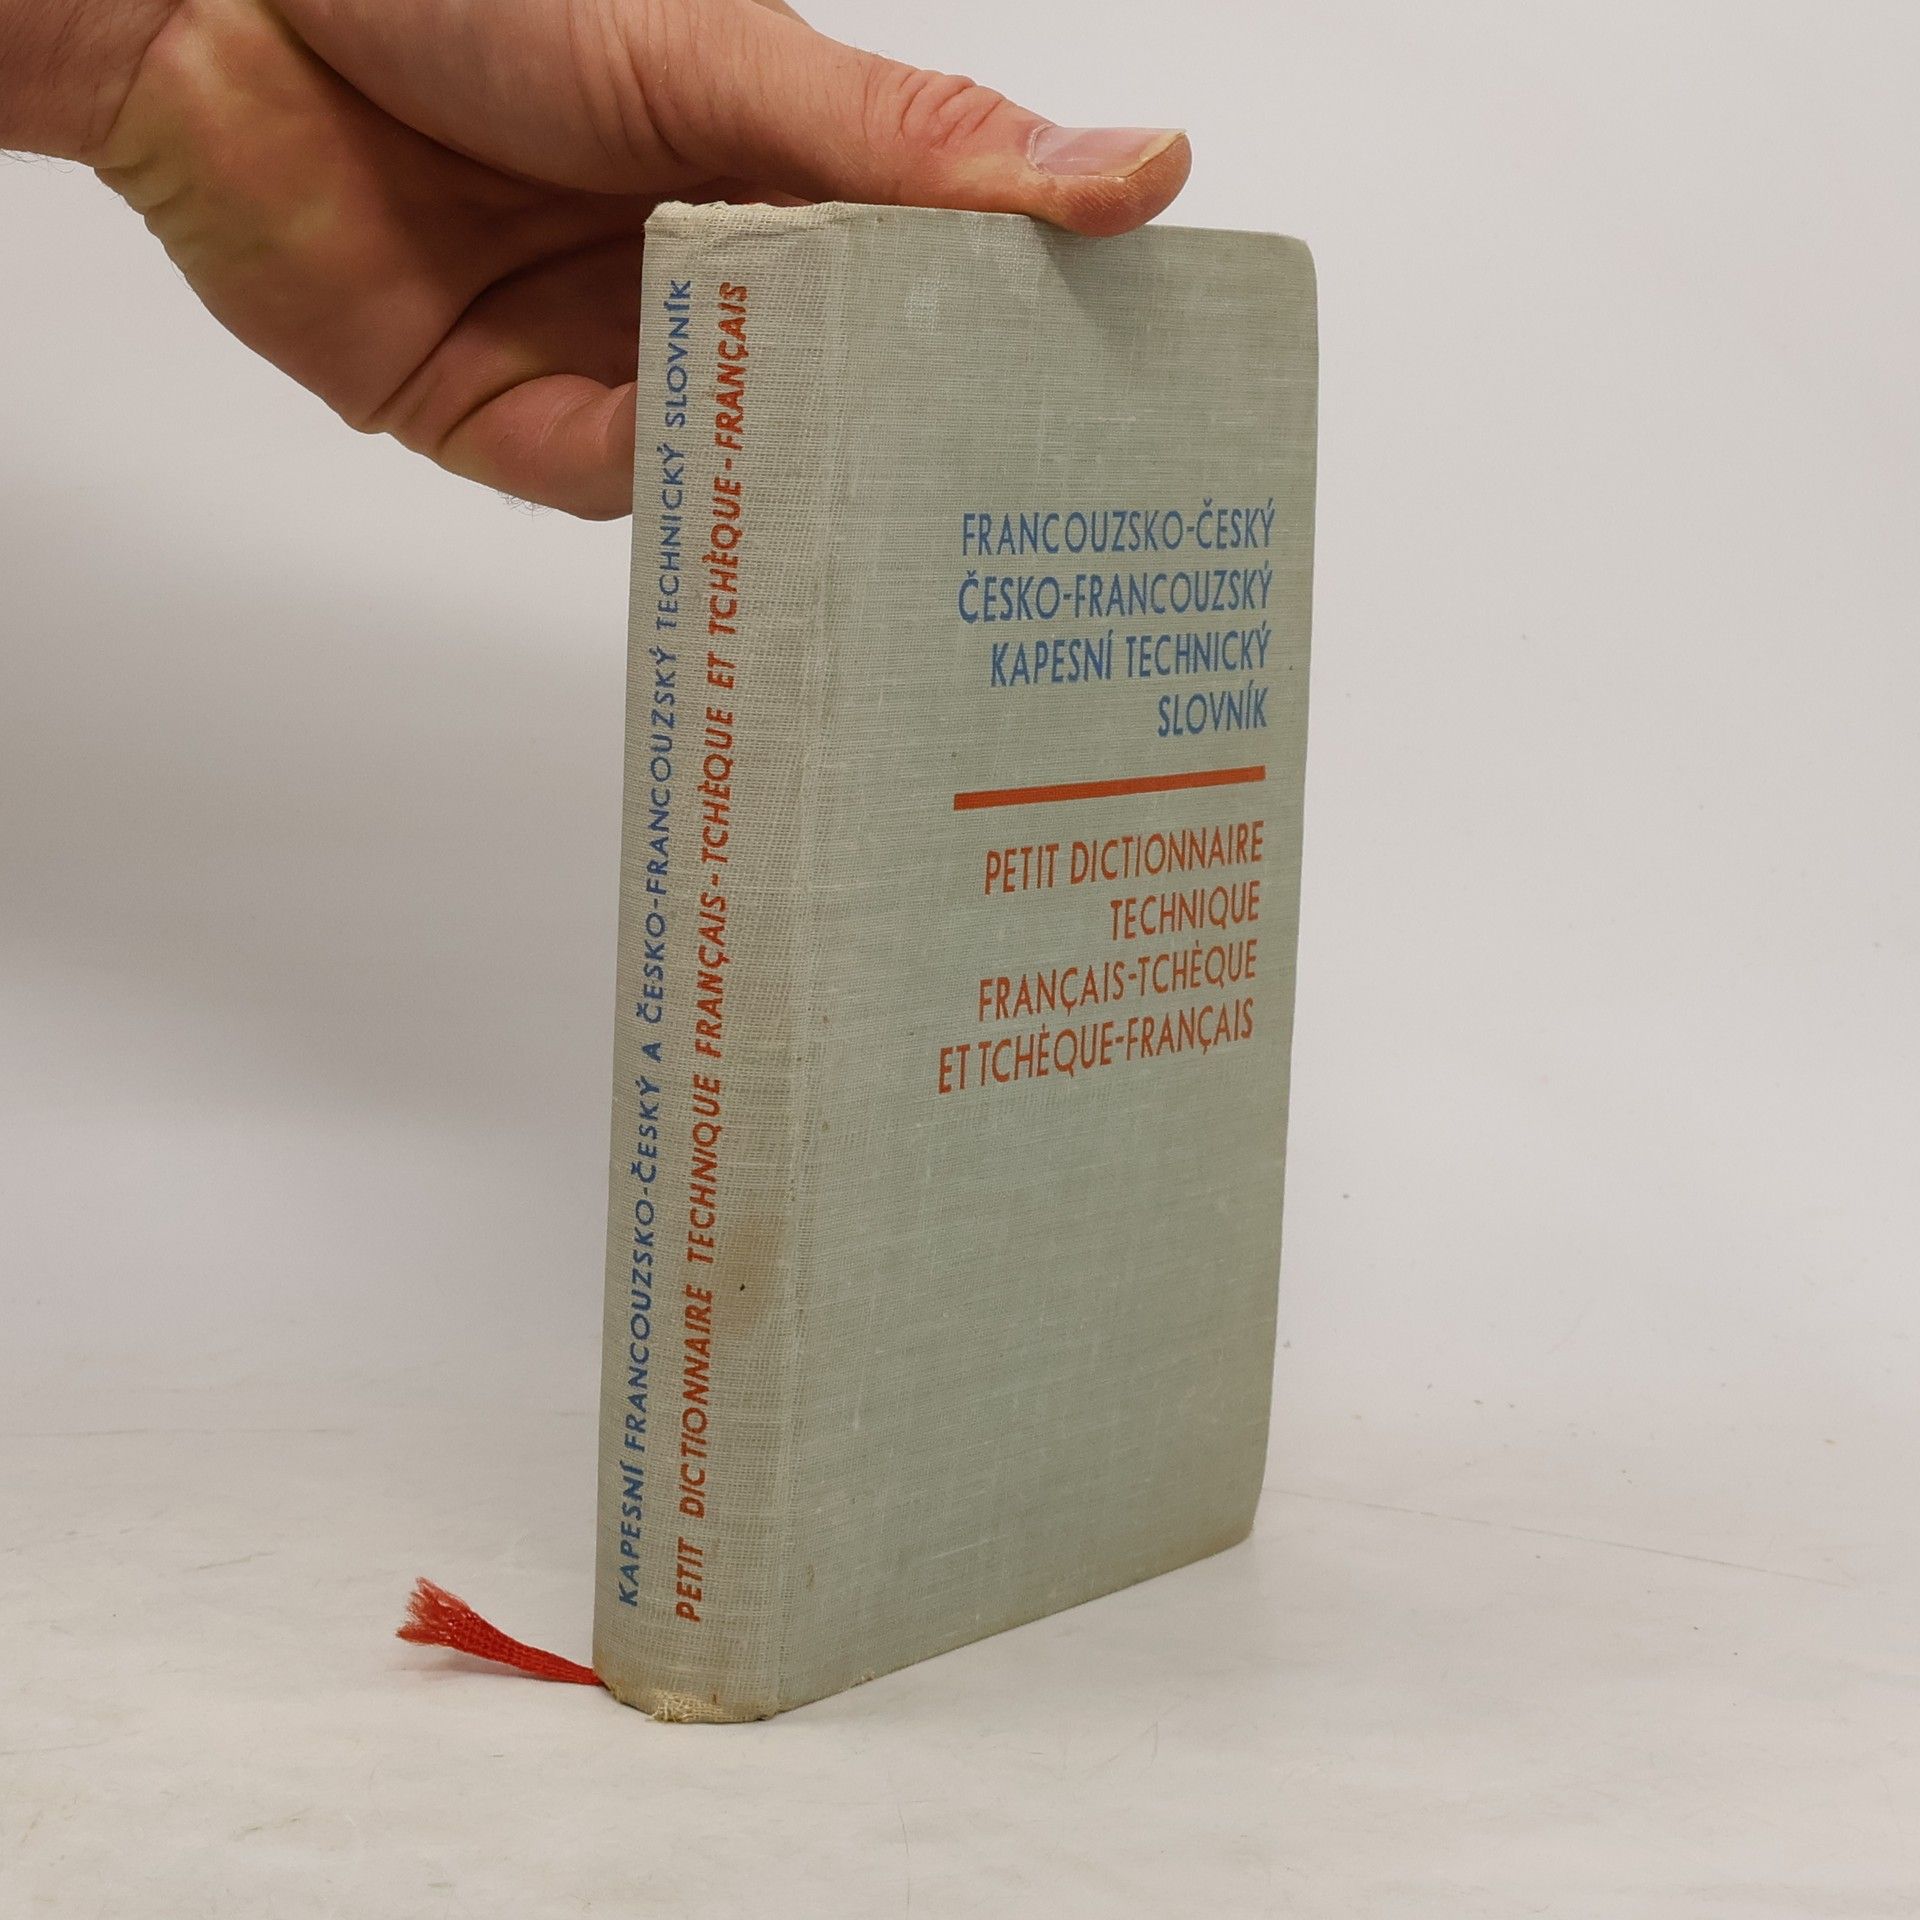 KAPESNÍ FRANCOUZSKO-ČESKÝ A ČESKO-FRANCOUZSKÝ TECHNICKÝ SLOVNÍK
PETIT DICTIONNAIRE TECHNIQUE FRANÇAIS-TCHÈQUE ET TCHÈQUE-FRANÇAIS
FRANCOUZSKO-ČESKÝ
ČESKO-FRANCOUZSKÝ
KAPESNÍ TECHNICKÝ
SLOVNÍK
PETIT DICTIONNAIRE
TECHNIQUE
FRANÇAIS-TCHÈQUE
ET TCHÈQUE-FRANÇAIS